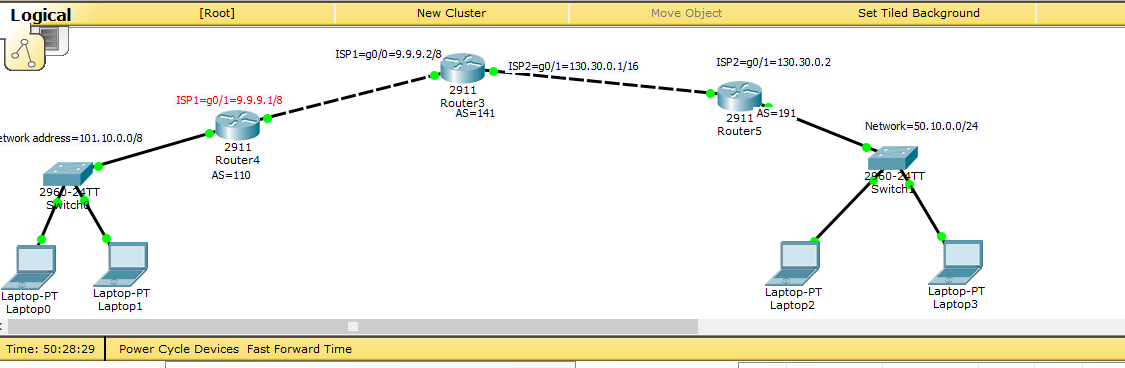 Logical
[Root]
New Cluster
Move Object
Set Tiled Background
ISP1=g0/0=9.9.9.2/8
2911
Router3
AS=141
ISP2=g0/1=130.30.0.1/16
ISP2=g0/1=130.30.0.2
2911
Router5
AS=191
ISP1=g0/1=9.9.9.1/8
2911
Router4
AS=110
etwork address=101.10.0.0/8
Network=50.10.0.0/24
2960-24TT
Switch0
2960-24TT
Switch1
Laptop-PT
Laptop0
Laptop-PT
Laptop1
Laptop-PT
Laptop2
Laptop-PT
Laptop3
Time: 50:28:29
Power Cycle Devices Fast Forward Time